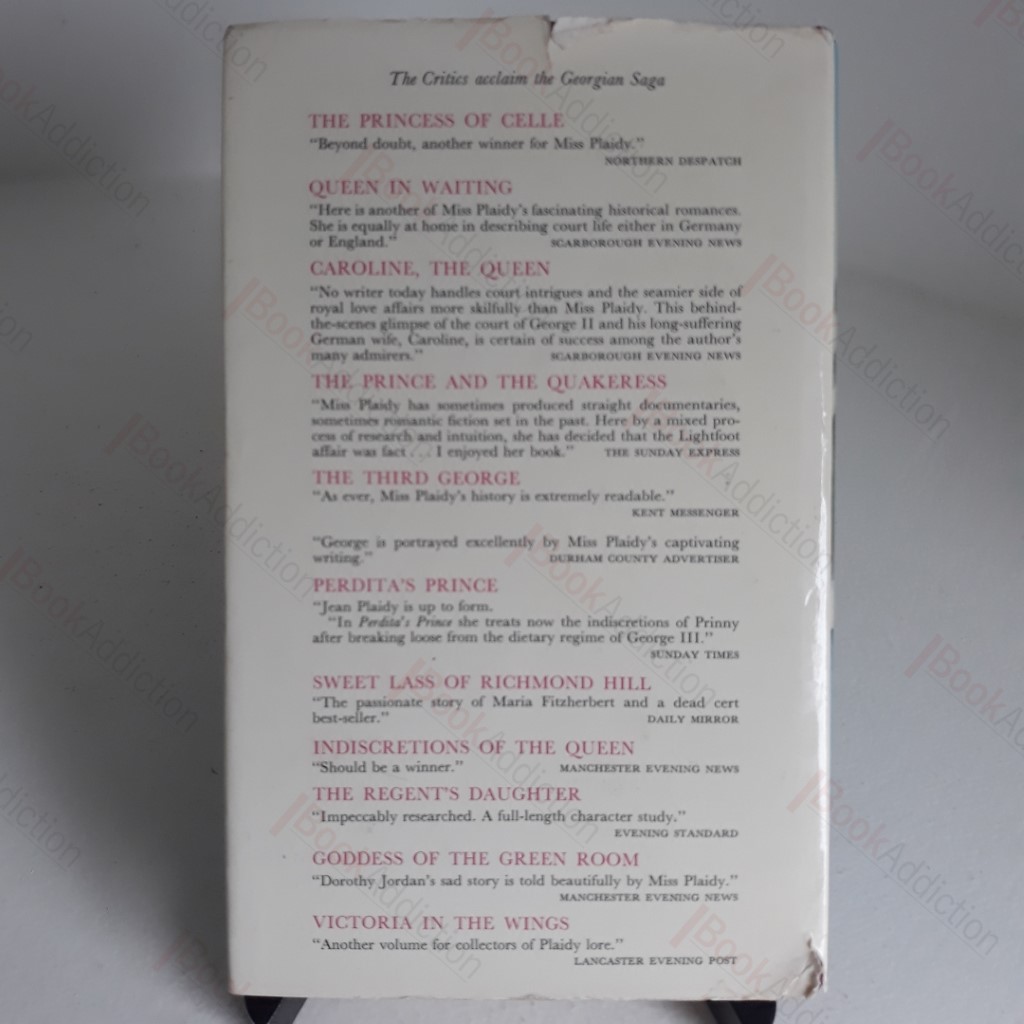 The Critics acclaim the Georgian Saga
THE PRINCESS OF CELLE
“Beyond doubt, another winner for Miss Plaidy.”
NORTHERN DESPATCH
QUEEN IN WAITING
“Here is another of Miss Plaidy’s fascinating historical romances.
She is equally at home in describing court life either in Germany
or England.” SCARBOROUGH EVENING NEWS
CAROLINE, THE QUEEN
“No writer today handles court intrigues and the seamier side of
royal love affairs more skilfully than Miss Plaidy. This behind-
the-scenes glimpse of the court of George II and his long-suffering
German wife, Caroline, is certain of success among the author’s
many admirers.” SCARBOROUGH EVENING NEWS
THE PRINCE AND THE QUAKERESS
“Miss Plaidy has sometimes produced straight documentaries,
sometimes romantic fiction set in the past. Here by a mixed pro-
cess of research and intuition, she has decided that the Lightfoot
affair was fact . . . I enjoyed her book.” THE SUNDAY EXPRESS
THE THIRD GEORGE
“As ever, Miss Plaidy’s history is extremely readable.”
KENT MESSENGER
“George is portrayed excellently by Miss Plaidy’s captivating
writing.” DURHAM COUNTY ADVERTISER
PERDITA’S PRINCE
“Jean Plaidy is up to form.
“In Perdita’s Prince she treats now the indiscretions of Prinny
after breaking loose from the dietary regime of George III.”
SUNDAY TIMES
SWEET LASS OF RICHMOND HILL
“The passionate story of Maria Fitzherbert and a dead cert
best-seller.” DAILY MIRROR
INDISCRETIONS OF THE QUEEN
“Should be a winner.” MANCHESTER EVENING NEWS
THE REGENT’S DAUGHTER
“Impeccably researched. A full-length character study.”
EVENING STANDARD
GODDESS OF THE GREEN ROOM
“Dorothy Jordan’s sad story is told beautifully by Miss Plaidy.”
MANCHESTER EVENING NEWS
VICTORIA IN THE WINGS
“Another volume for collectors of Plaidy lore.”
LANCASTER EVENING POST
BookAddiction